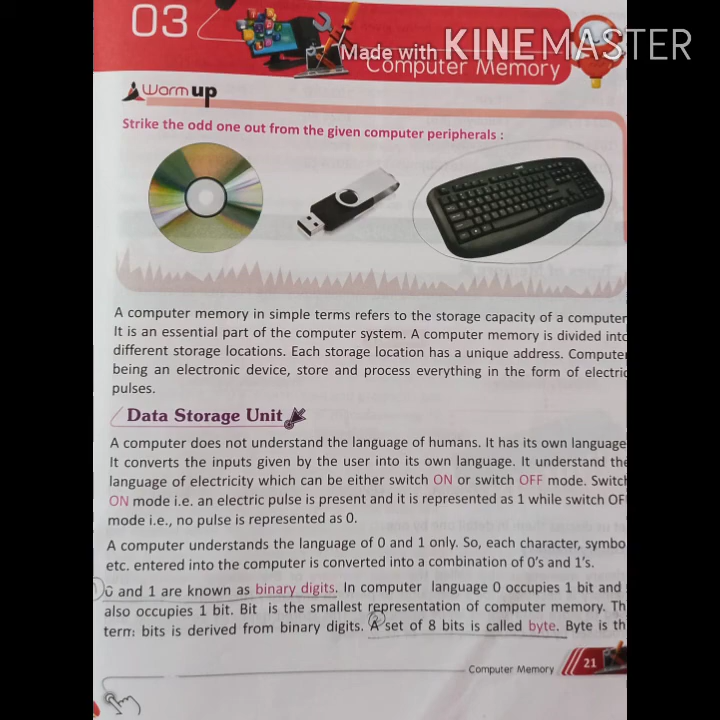 03
Made with KINEMASTER
Computer Memory
Warm up
Strike the odd one out from the given computer peripherals :
A computer memory in simple terms refers to the storage capacity of a computer
It is an essential part of the computer system. A computer memory is divided into
different storage locations. Each storage location has a unique address. Computer
being an electronic device, store and process everything in the form of electric
pulses.
Data Storage Unit
A computer does not understand the language of humans. It has its own language
It converts the inputs given by the user into its own language. It understand the
language of electricity which can be either switch ON or switch OFF mode. Switch
ON mode i.e. an electric pulse is present and it is represented as 1 while switch OF
mode i.e., no pulse is represented as 0.
A computer understands the language of 0 and 1 only. So, each character, symbo
etc. entered into the computer is converted into a combination of 0's and 1's.
0 and 1 are known as binary digits. In computer language 0 occupies 1 bit and
also occupies 1 bit. Bit is the smallest representation of computer memory. Th
term: bits is derived from binary digits. A set of 8 bits is called byte. Byte is th
Computer Memory 21